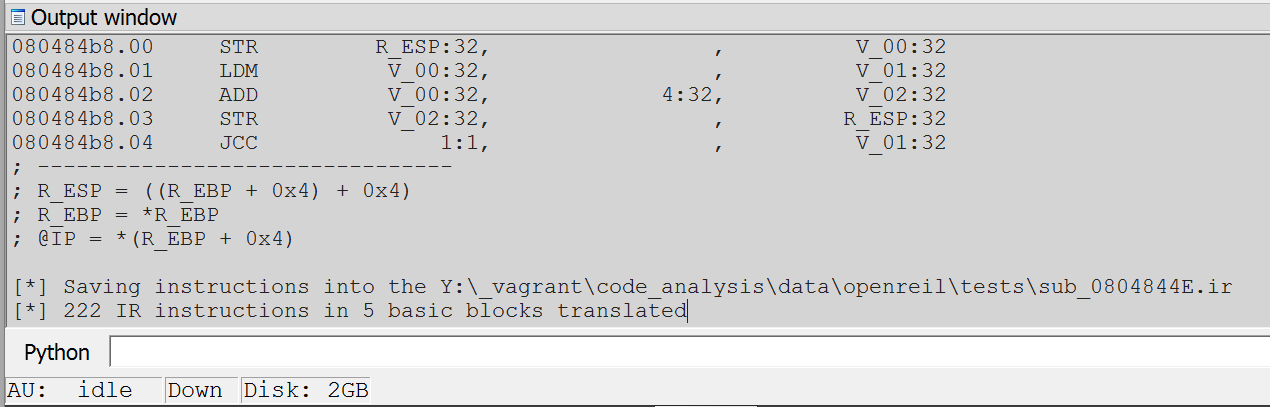 Output window
080484b8.00     STR         R_ESP:32,                  ,          V_00:32
080484b8.01     LDM          V_00:32,                  ,          V_01:32
080484b8.02     ADD          V_00:32,              4:32,          V_02:32
080484b8.03     STR          V_02:32,                  ,         R_ESP:32
080484b8.04     JCC              1:1,                  ,          V_01:32
; ---------------------------------
; R_ESP = ((R_EBP + 0x4) + 0x4)
; R_EBP = *R_EBP
; @IP = *(R_EBP + 0x4)
[*] Saving instructions into the Y:\_vagrant\code_analysis\data\openreil\tests\sub_0804844E.ir
[*] 222 IR instructions in 5 basic blocks translated
Python
AU:  idle   Down   Disk: 2GB